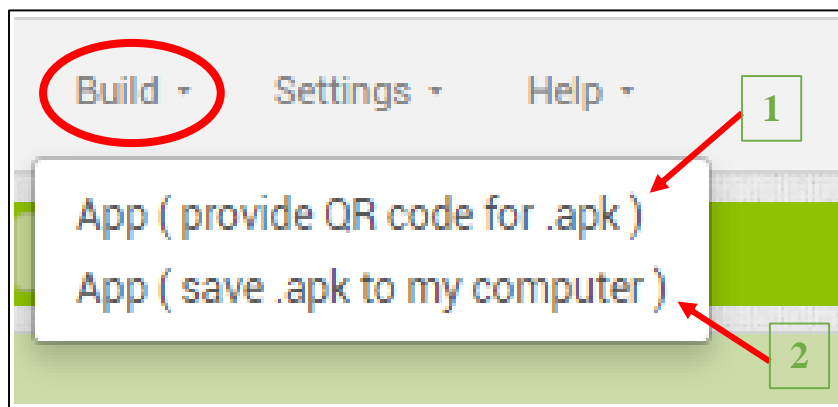 Build Settings Help
1
App ( provide QR code for .apk )
App ( save .apk to my computer )
2